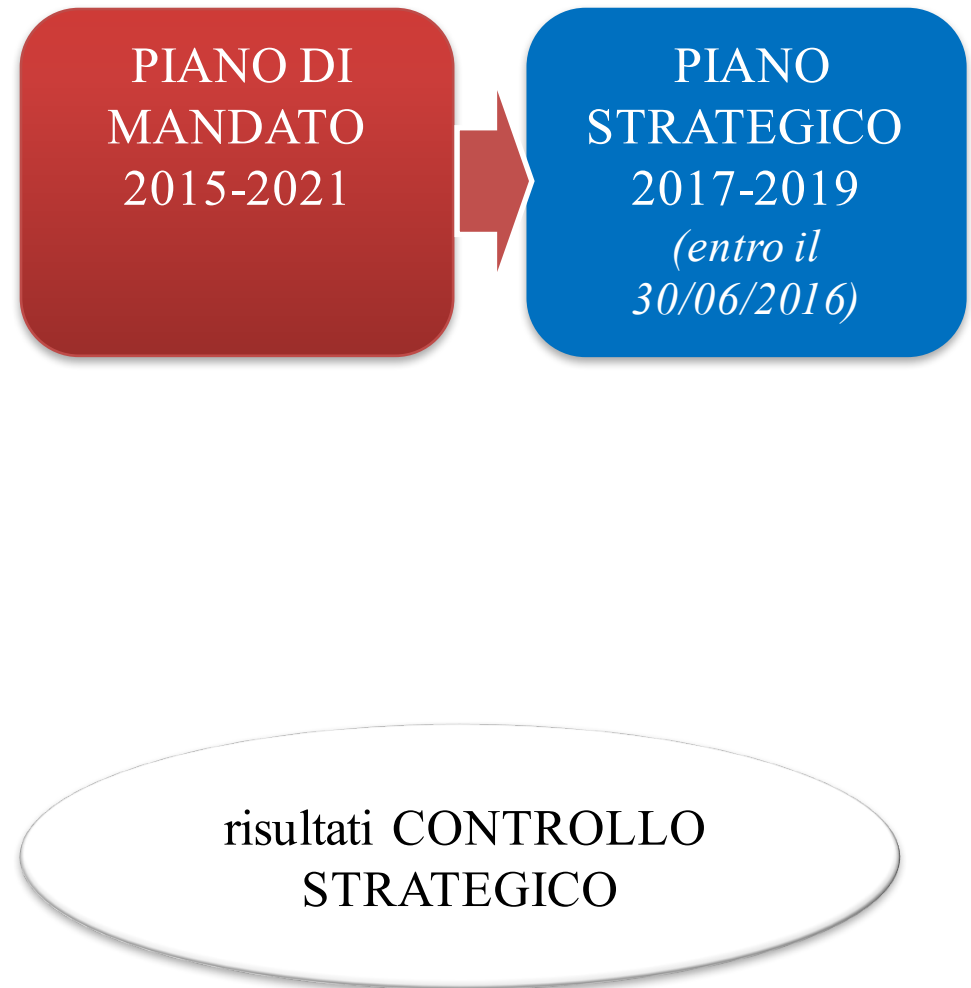 PIANO DI
MANDATO
2015-2021
PIANO
STRATEGICO
2017-2019
(entro il
30/06/2016)
risultati CONTROLLO
STRATEGICO